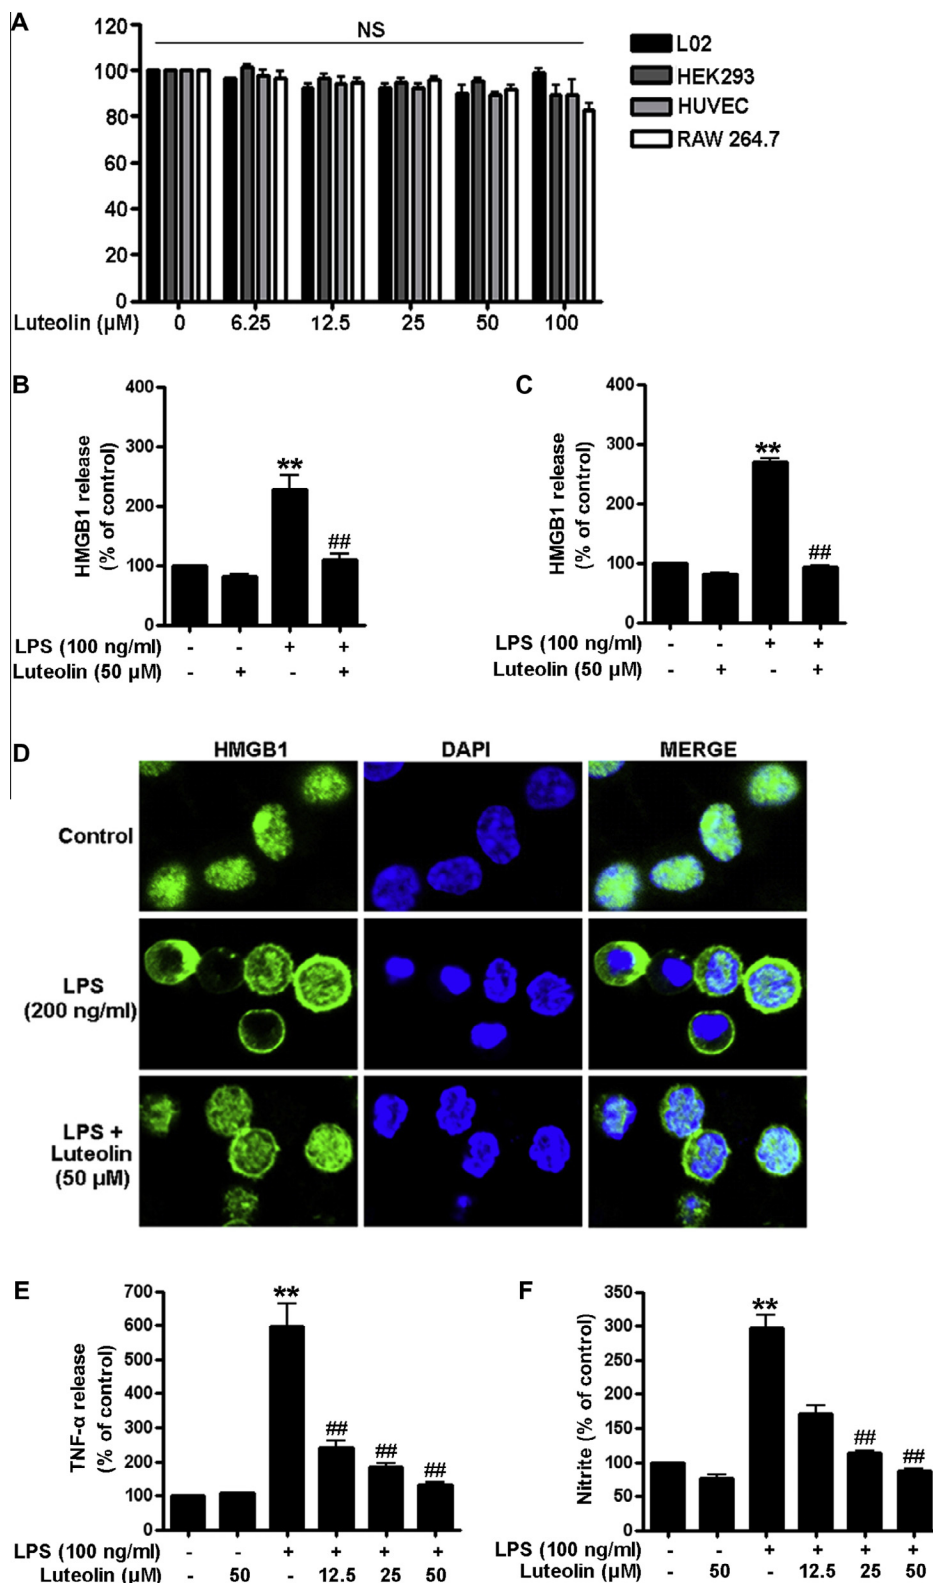 A
120
100
80
60
40
20
0
NS
L02
HEK293
HUVEC
RAW 264.7
Luteolin (µM) 0 6.25 12.5 25 50 100
B
HMGB1 release
(% of control)
400
300
200
100
0
**
##
LPS (100 ng/ml) - - + +
Luteolin (50 µM) - + - +
C
HMGB1 release
(% of control)
400
300
200
100
0
**
##
LPS (100 ng/ml) - - + +
Luteolin (50 µM) - + - +
D
HMGB1 DAPI MERGE
Control
LPS
(200 ng/ml)
LPS +
Luteolin
(50 µM)
E
TNF-α release
(% of control)
700
600
500
400
300
200
100
0
**
##
##
##
LPS (100 ng/ml) - - + + + +
Luteolin (µM) - 50 - 12.5 25 50
F
Nitrite (% of control)
350
300
250
200
150
100
50
0
**
##
##
LPS (100 ng/ml) - - + + + +
Luteolin (µM) - 50 - 12.5 25 50